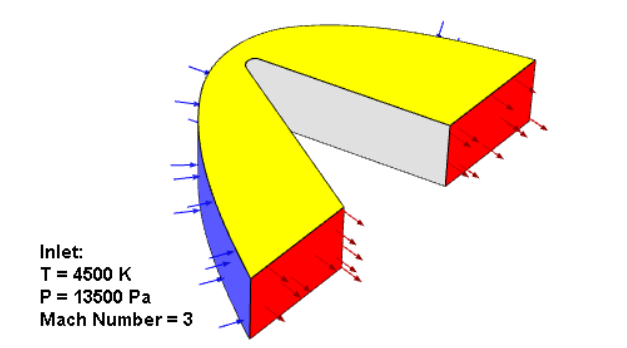 Inlet:
T = 4500 K
P = 13500 Pa
Mach Number = 3